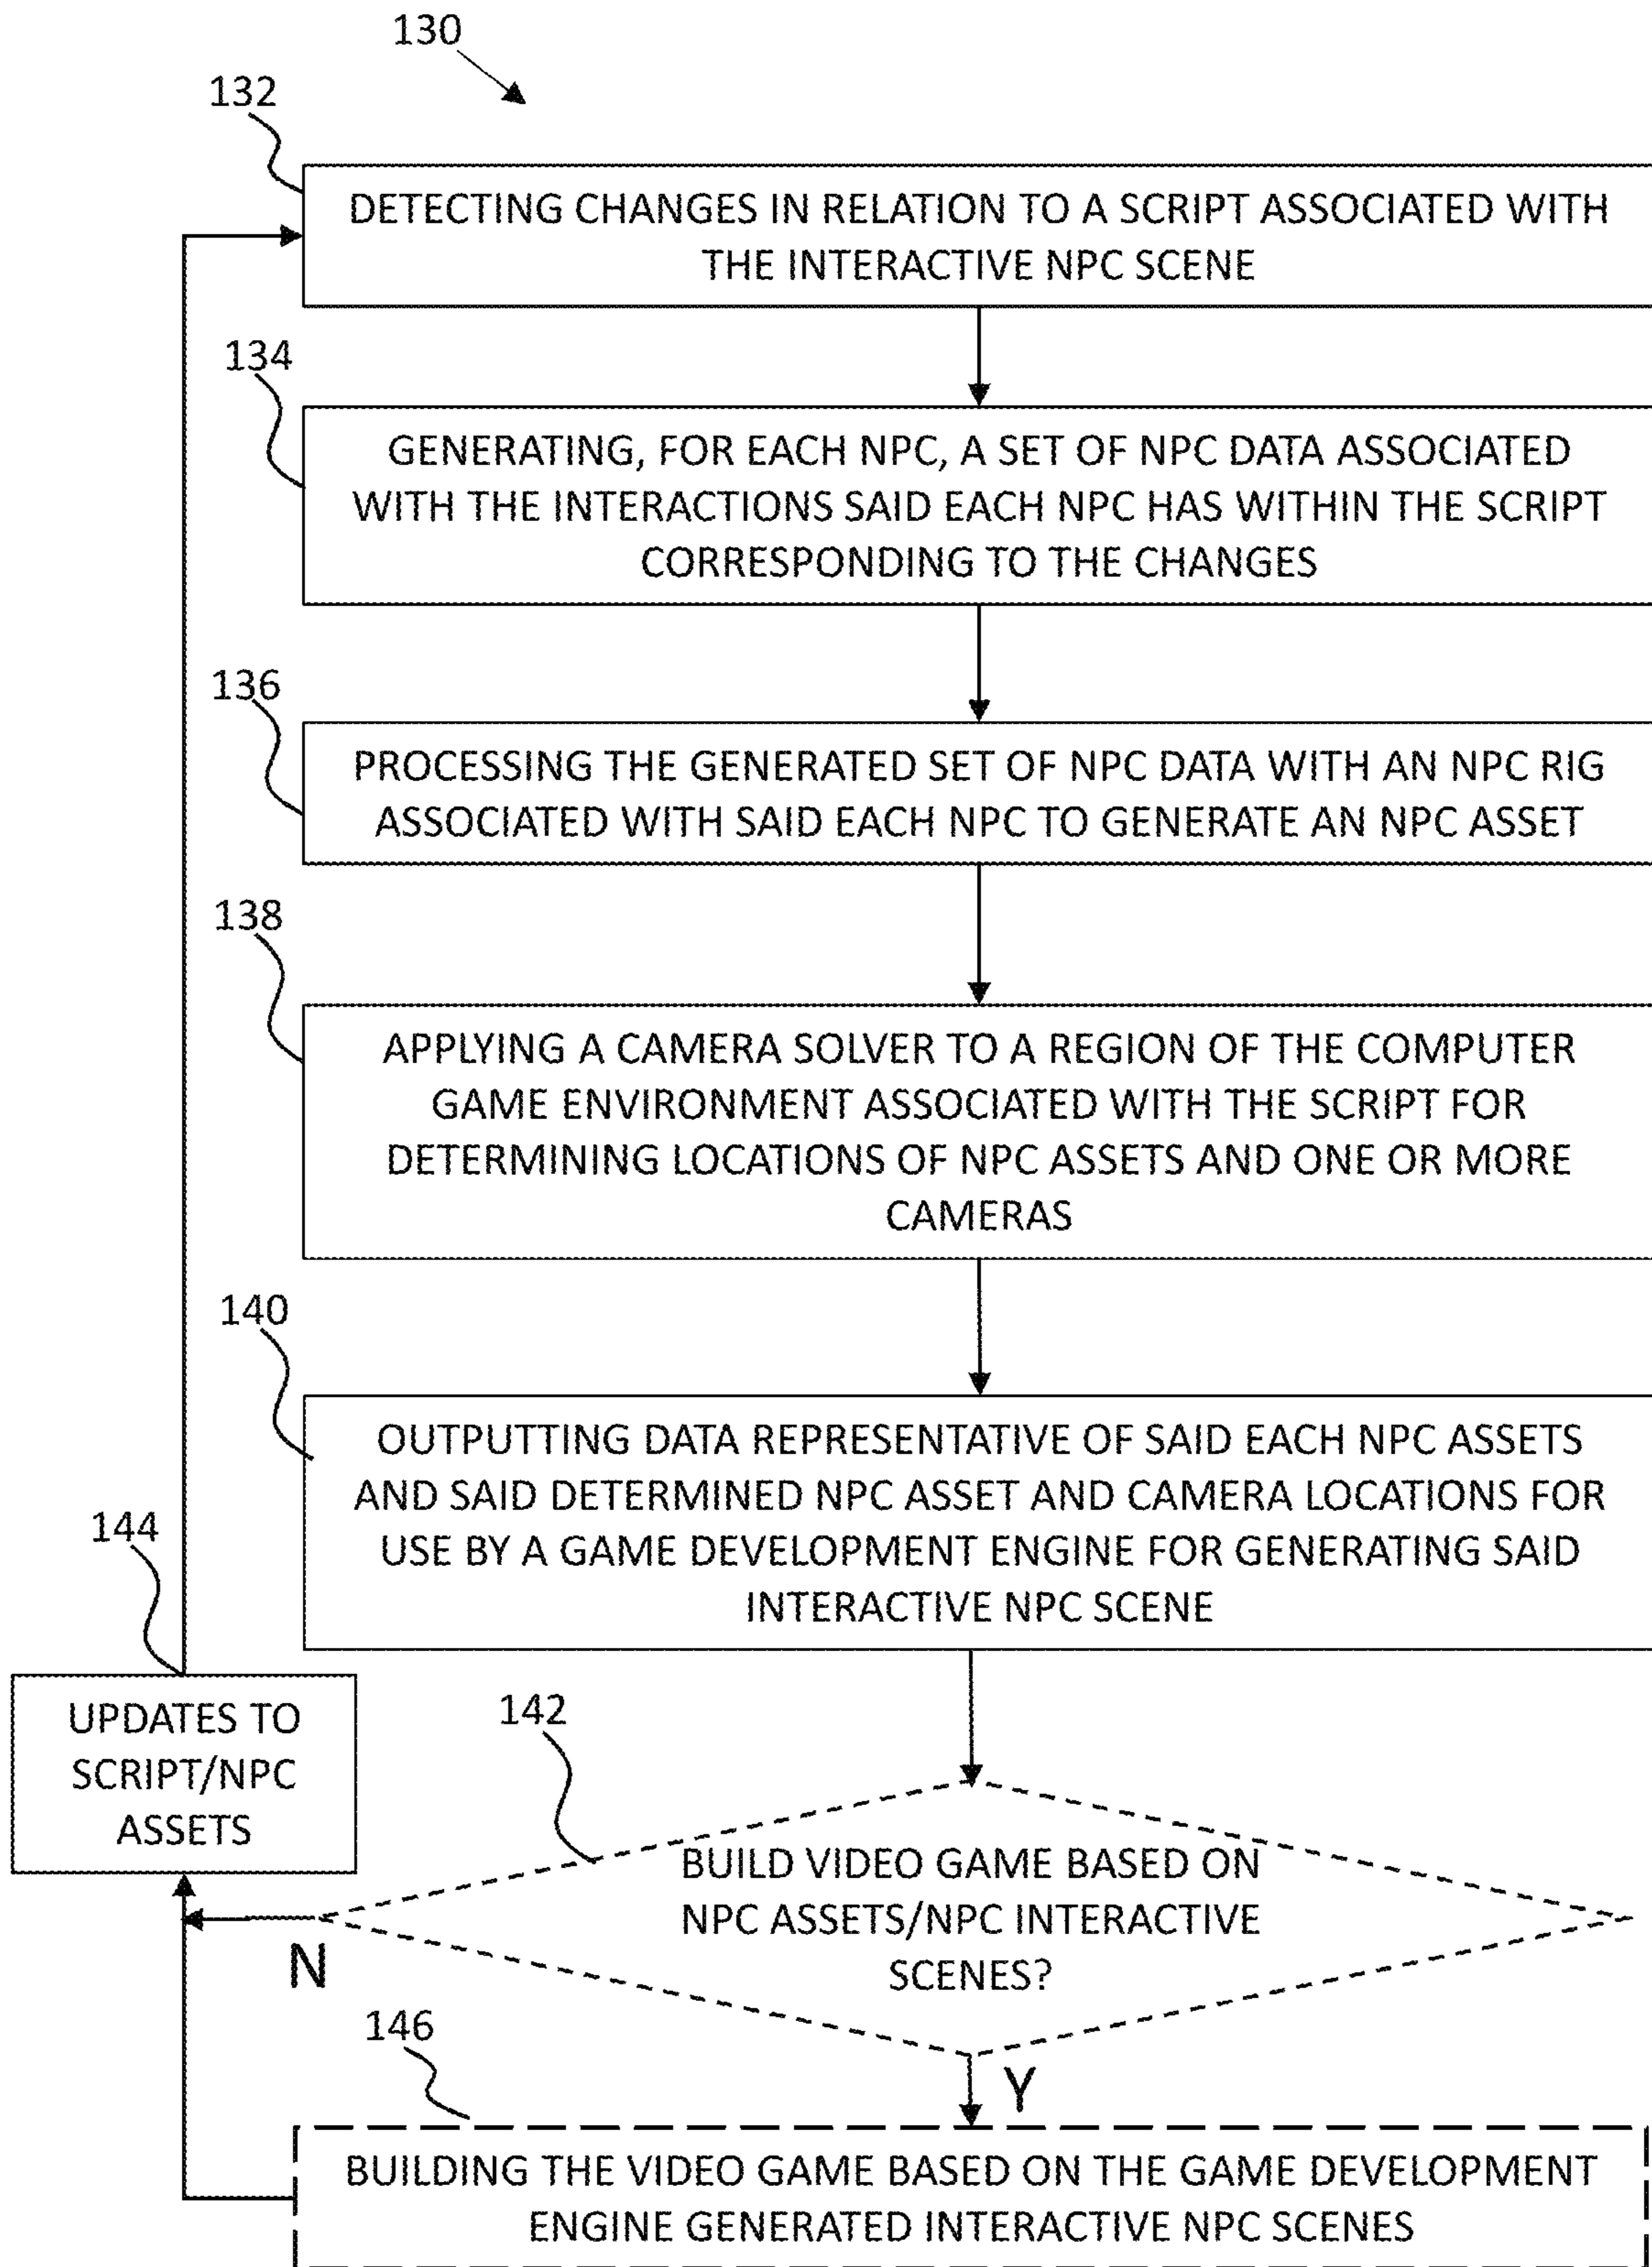 130
132
DETECTING CHANGES IN RELATION TO A SCRIPT ASSOCIATED WITH
THE INTERACTIVE NPC SCENE
134
GENERATING, FOR EACH NPC, A SET OF NPC DATA ASSOCIATED
WITH THE INTERACTIONS SAID EACH NPC HAS WITHIN THE SCRIPT
CORRESPONDING TO THE CHANGES
136
PROCESSING THE GENERATED SET OF NPC DATA WITH AN NPC RIG
ASSOCIATED WITH SAID EACH NPC TO GENERATE AN NPC ASSET
138
APPLYING A CAMERA SOLVER TO A REGION OF THE COMPUTER
GAME ENVIRONMENT ASSOCIATED WITH THE SCRIPT FOR
DETERMINING LOCATIONS OF NPC ASSETS AND ONE OR MORE
CAMERAS
140
OUTPUTTING DATA REPRESENTATIVE OF SAID EACH NPC ASSETS
AND SAID DETERMINED NPC ASSET AND CAMERA LOCATIONS FOR
USE BY A GAME DEVELOPMENT ENGINE FOR GENERATING SAID
INTERACTIVE NPC SCENE
144
UPDATES TO
SCRIPT/NPC
ASSETS
142
BUILD VIDEO GAME BASED ON
NPC ASSETS/NPC INTERACTIVE
SCENES?
N
Y
146
BUILDING THE VIDEO GAME BASED ON THE GAME DEVELOPMENT
ENGINE GENERATED INTERACTIVE NPC SCENES